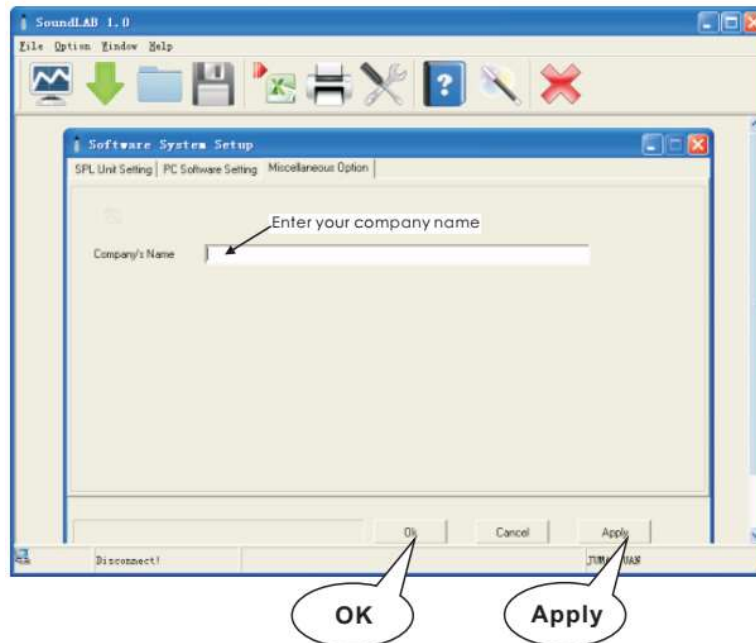 SoundLAB 1.0
File Option Window Help
Software System Setup
SPL Unit Setting PC Software Setting Miscellaneous Option
Enter your company name
Company's Name
Ok Cancel Apply
Disconnect!
OK Apply